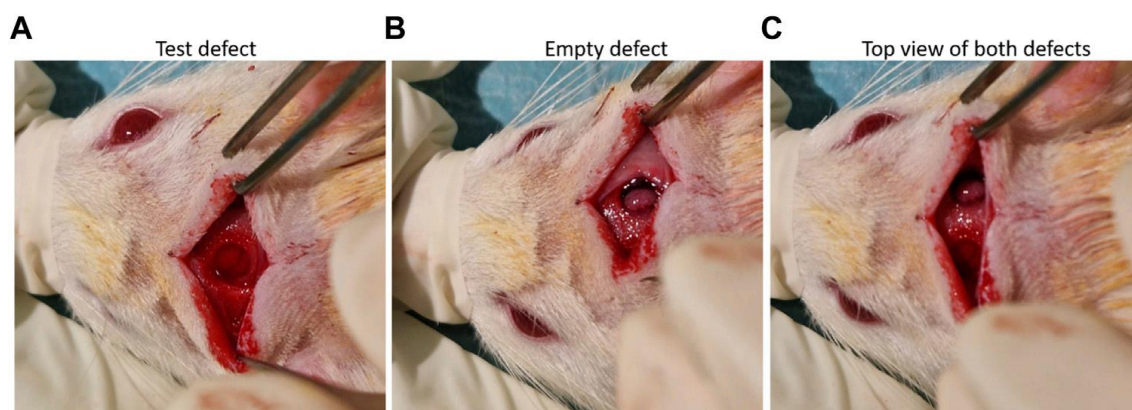 A
Test defect
B
Empty defect
C
Top view of both defects